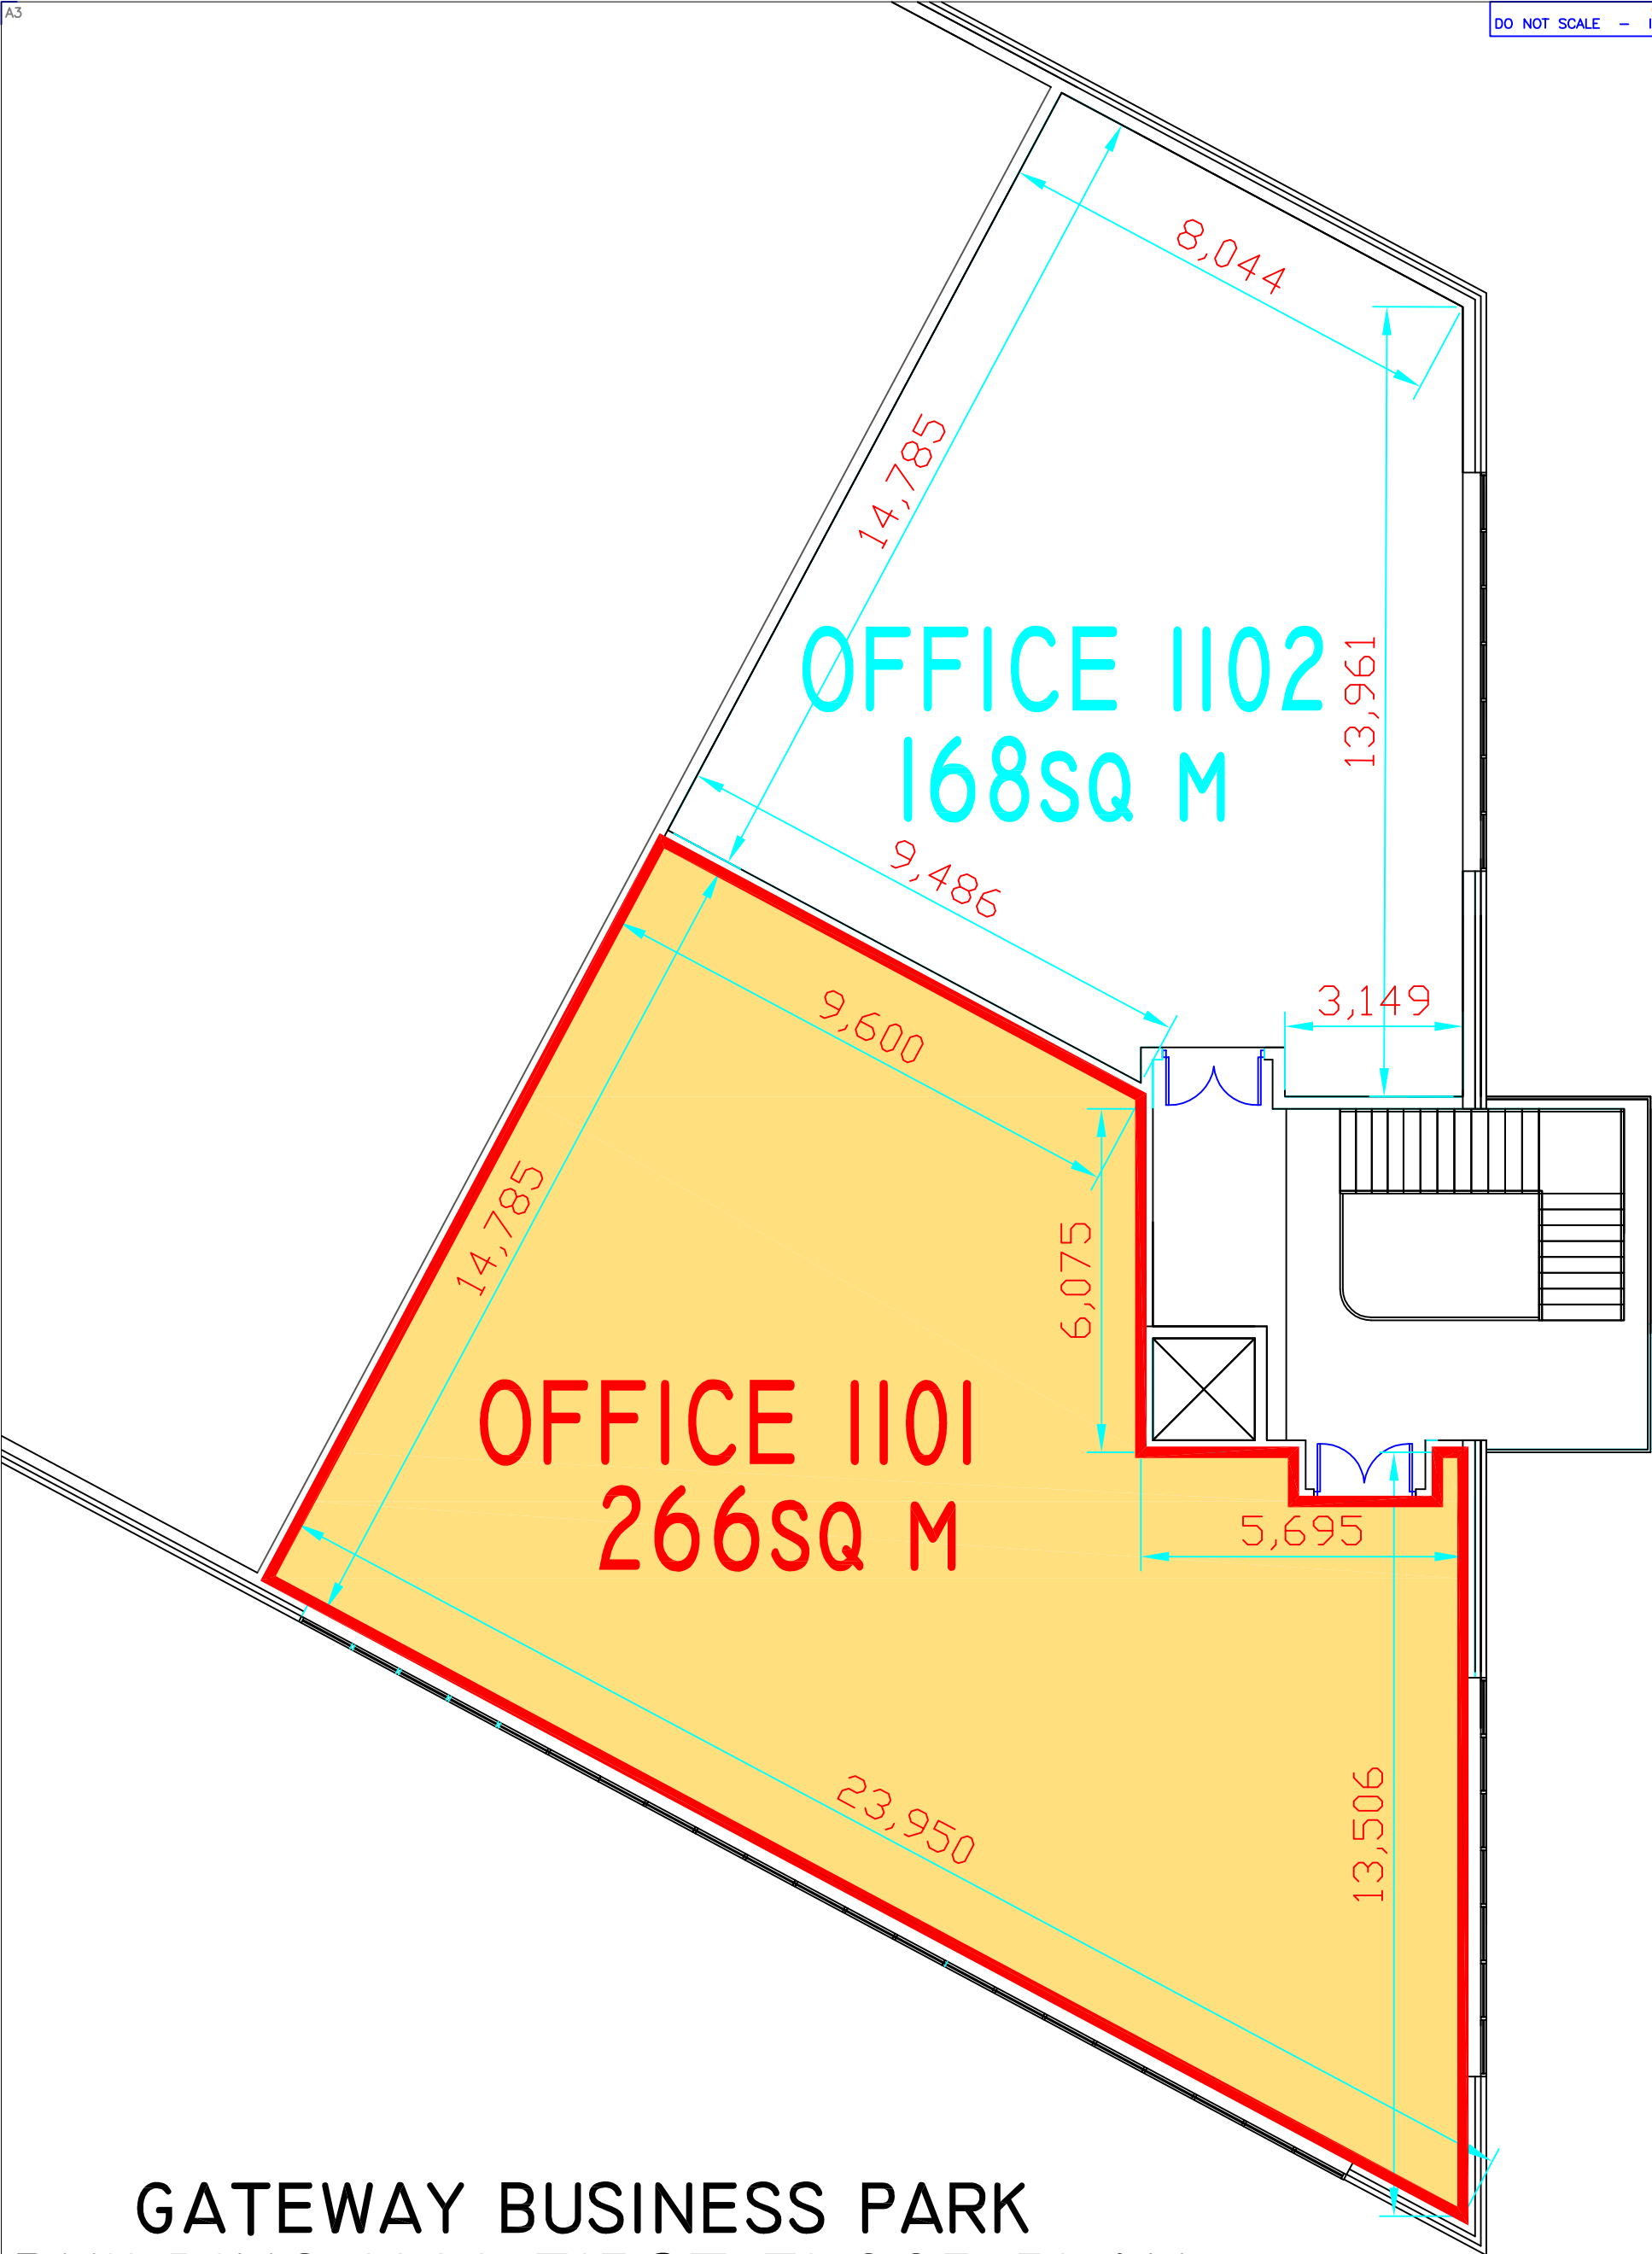 A3
DO NOT SCALE -
8,044
14,785
OFFICE 1102
168SQ M
13,961
9,486
3,149
9,600
14,785
6,075
OFFICE 1101
266SQ M
5,695
23,950
13,506
GATEWAY BUSINESS PARK